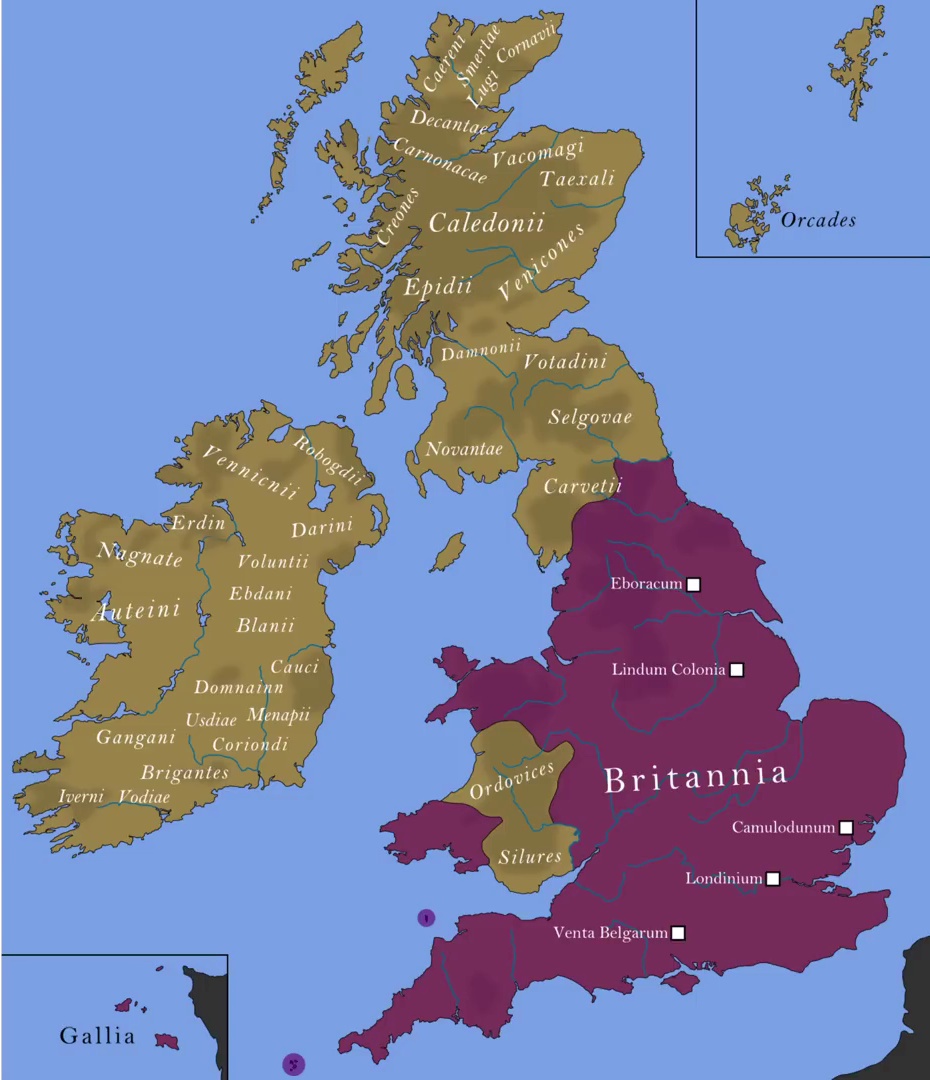 Caereni
Smertae
Cornavii
Lugi
Decantae
Carnonacae
Vacomagi
Taexali
Creones
Caledonii
Orcades
Venicones
Epidii
Damnonii
Votadini
Selgovae
Novantae
Carvetii
Robogdii
Vennicnii
Erdin
Darini
Nagnate
Voluntii
Ebdani
Auteini
Blanii
Cauci
Domnainn
Usdiae
Menapii
Gangani
Coriondi
Brigantes
Iverni
Vodiae
Eboracum
Lindum Colonia
Ordovices
Britannia
Camulodunum
Silures
Londinium
Venta Belgarum
Gallia